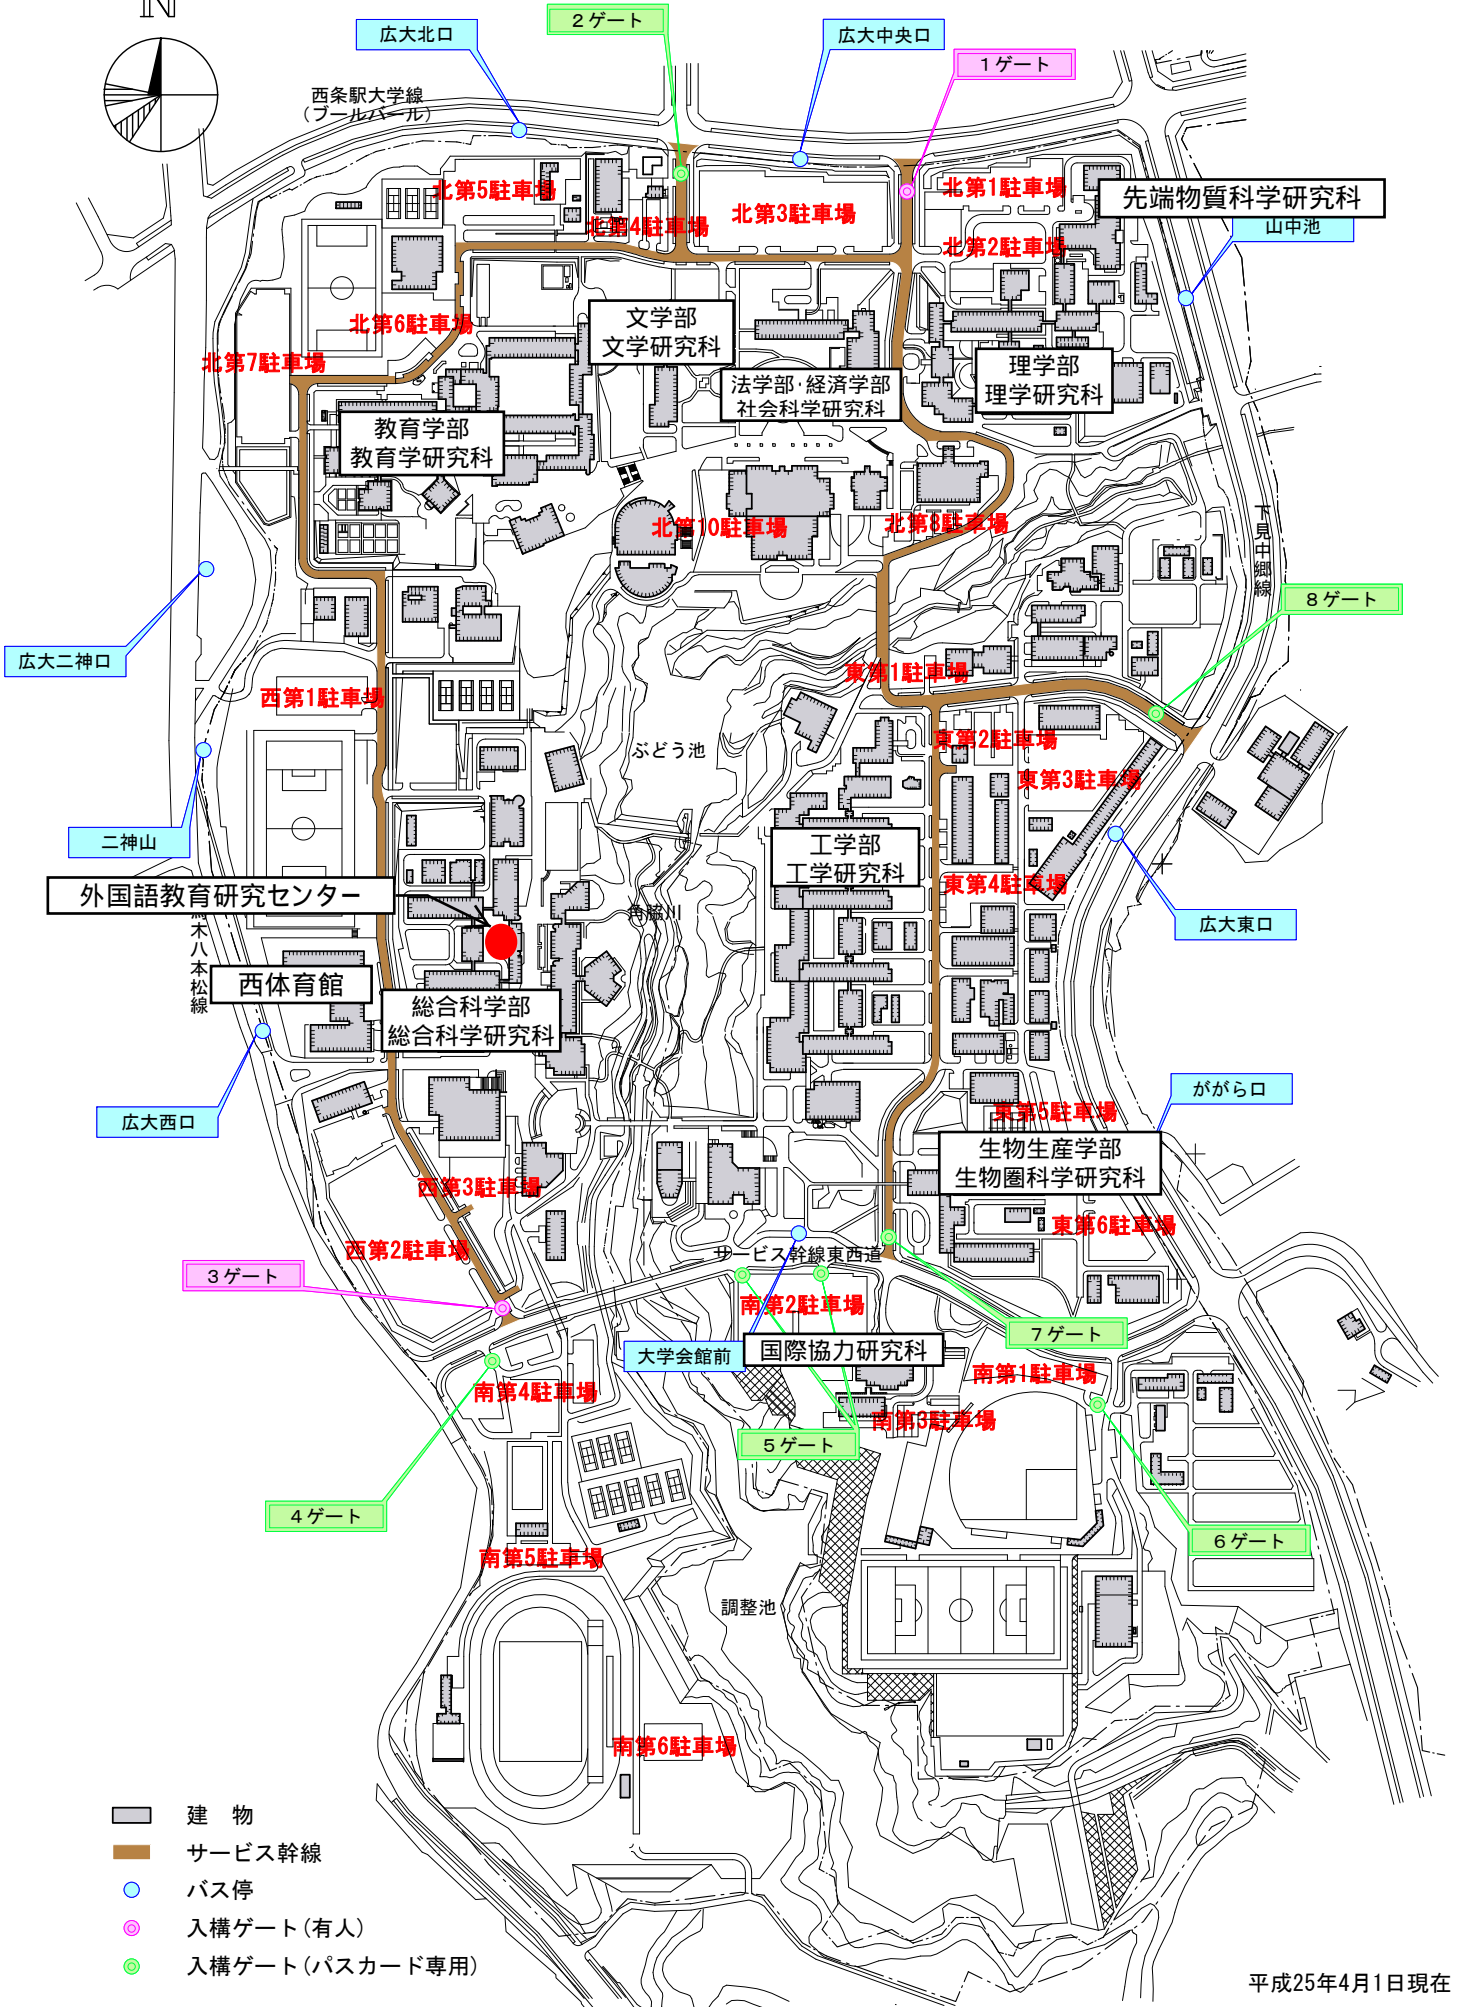 N
２ゲート
広大北口
広大中央口
１ゲート
西条駅大学線
(ブールバール)
北第5駐車場
北第4駐車場
北第3駐車場
北第1駐車場
先端物質科学研究科
山中池
北第2駐車場
文学部
文学研究科
北第6駐車場
北第7駐車場
法学部・経済学部
社会科学研究科
理学部
理学研究科
教育学部
教育学研究科
北第10駐車場
北第8駐車場
下見中郷線
８ゲート
広大二神口
東第1駐車場
西第1駐車場
ぶどう池
東第2駐車場
東第3駐車場
二神山
工学部
工学研究科
外国語教育研究センター
東第4駐車場
角脇川
広大東口
木八本松線
西体育館
総合科学部
総合科学研究科
広大西口
ががら口
東第5駐車場
生物生産学部
生物圏科学研究科
西第3駐車場
東第6駐車場
西第2駐車場
サービス幹線東西道
３ゲート
南第2駐車場
７ゲート
大学会館前
国際協力研究科
南第1駐車場
南第4駐車場
南第3駐車場
５ゲート
４ゲート
６ゲート
南第5駐車場
調整池
南第6駐車場
建　物
サービス幹線
バス停
入構ゲート(有人)
入構ゲート(パスカード専用)
平成25年4月1日現在